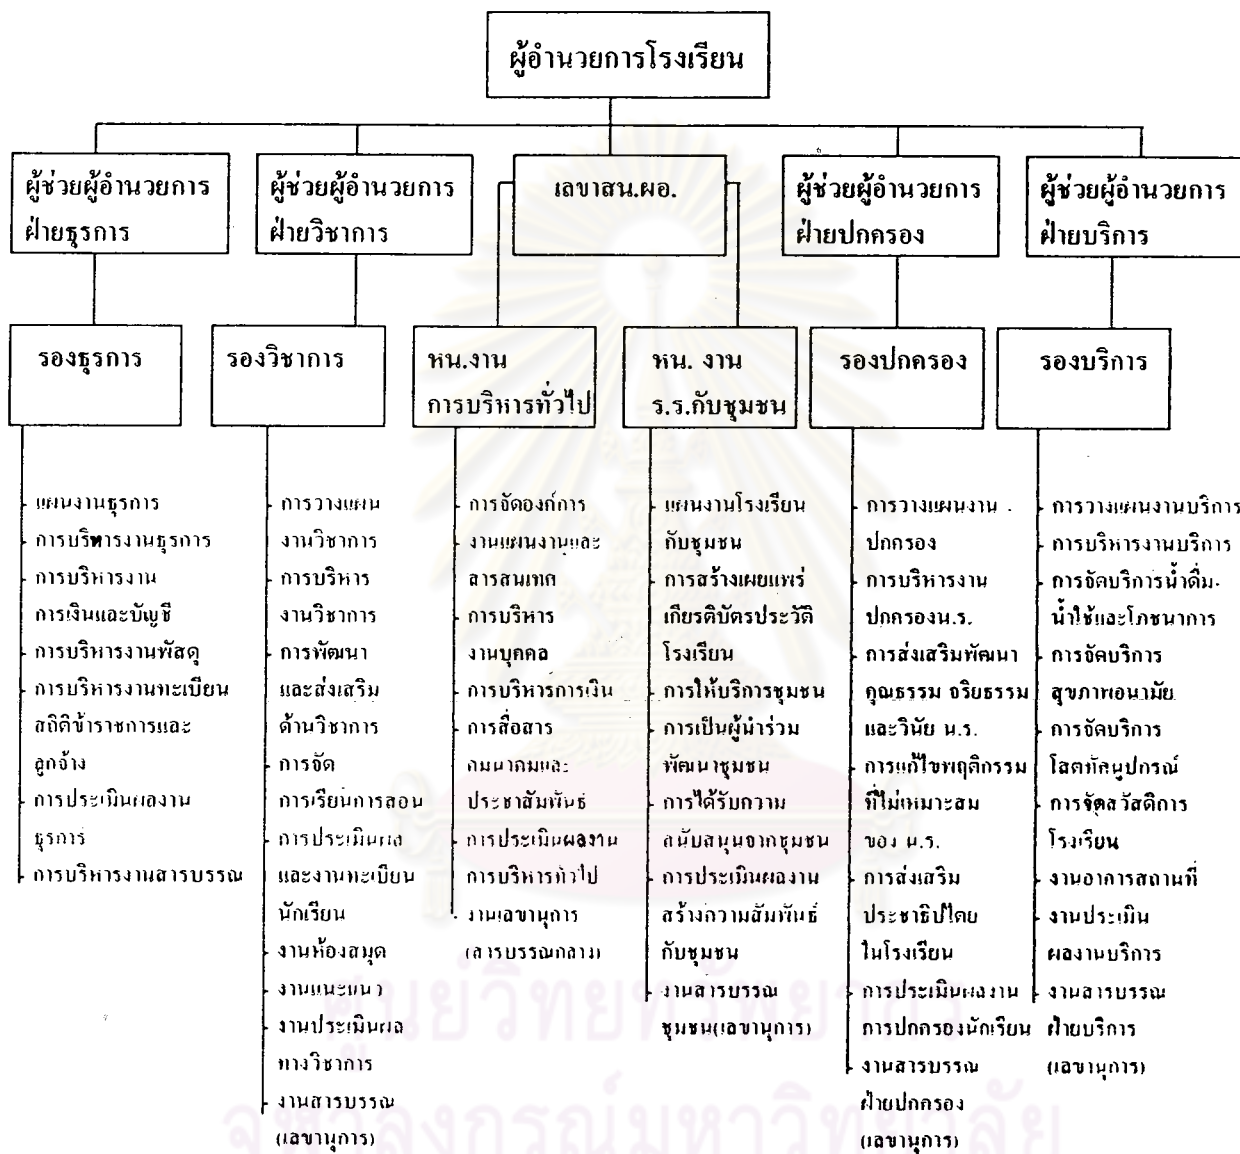 ผู้อำนวยการโรงเรียน
ผู้ช่วยผู้อำนวยการ
ฝ่ายธุรการ
ผู้ช่วยผู้อำนวยการ
ฝ่ายวิชาการ
เลขาสน.ผอ.
ผู้ช่วยผู้อำนวยการ
ฝ่ายปกครอง
ผู้ช่วยผู้อำนวยการ
ฝ่ายบริการ
รองธุรการ
รองวิชาการ
หน.งาน
การบริหารทั่วไป
หน. งาน
ร.ร.กับชุมชน
รองปกครอง
รองบริการ
แผนงานธุรการ
การบริหารงานธุรการ
การบริหารงาน
การเงินและบัญชี
การบริหารงานพัสดุ
การบริหารงานทะเบียน
สถิติข้าราชการและ
ลูกจ้าง
การประเมินผลงาน
ธุรการ
การบริหารงานสารบรรณ
การวางแผน
งานวิชาการ
การบริหาร
งานวิชาการ
การพัฒนา
และส่งเสริม
ด้านวิชาการ
การจัด
การเรียนการสอน
การประเมินผล
และงานทะเบียน
นักเรียน
งานห้องสมุด
งานแนะแนว
งานประเมินผล
ทางวิชาการ
งานสารบรรณ
(เลขานุการ)
การจัดองค์การ
งานแผนงานและ
สารสนเทศ
การบริหาร
งานบุคคล
การบริหารการเงิน
การสื่อสาร
คมนาคมและ
ประชาสัมพันธ์
การประเมินผลงาน
การบริหารทั่วไป
งานเลขานุการ
(สารบรรณกลาง)
แผนงานโรงเรียน
กับชุมชน
การสร้างเผยแพร่
เกียรติบัตรประวัติ
โรงเรียน
การให้บริการชุมชน
การเป็นผู้นำร่วม
พัฒนาชุมชน
การได้รับความ
สนับสนุนจากชุมชน
การประเมินผลงาน
สร้างความสัมพันธ์
กับชุมชน
งานสารบรรณ
ชุมชน(เลขานุการ)
การวางแผนงาน
ปกครอง
การบริหารงาน
ปกครองน.ร.
การส่งเสริมพัฒนา
คุณธรรม จริยธรรม
และวินัย น.ร.
การแก้ไขพฤติกรรม
ที่ไม่เหมาะสม
ของ น.ร.
การส่งเสริม
ประชาธิปไตย
ในโรงเรียน
การประเมินผลงาน
การปกครองนักเรียน
งานสารบรรณ
ฝ่ายปกครอง
(เลขานุการ)
การวางแผนงานบริการ
การบริหารงานบริการ
การจัดบริการน้ำดื่ม
น้ำใช้และโภชนาการ
การจัดบริการ
สุขภาพอนามัย
การจัดบริการ
โสตทัศนูปกรณ์
การจัดสวัสดิการ
โรงเรียน
งานอาคารสถานที่
งานประเมิน
ผลงานบริการ
งานสารบรรณ
ฝ่ายบริการ
(เลขานุการ)
ศูนย์วิทยทรัพยากร
จุฬาลงกรณ์มหาวิทยาลัย